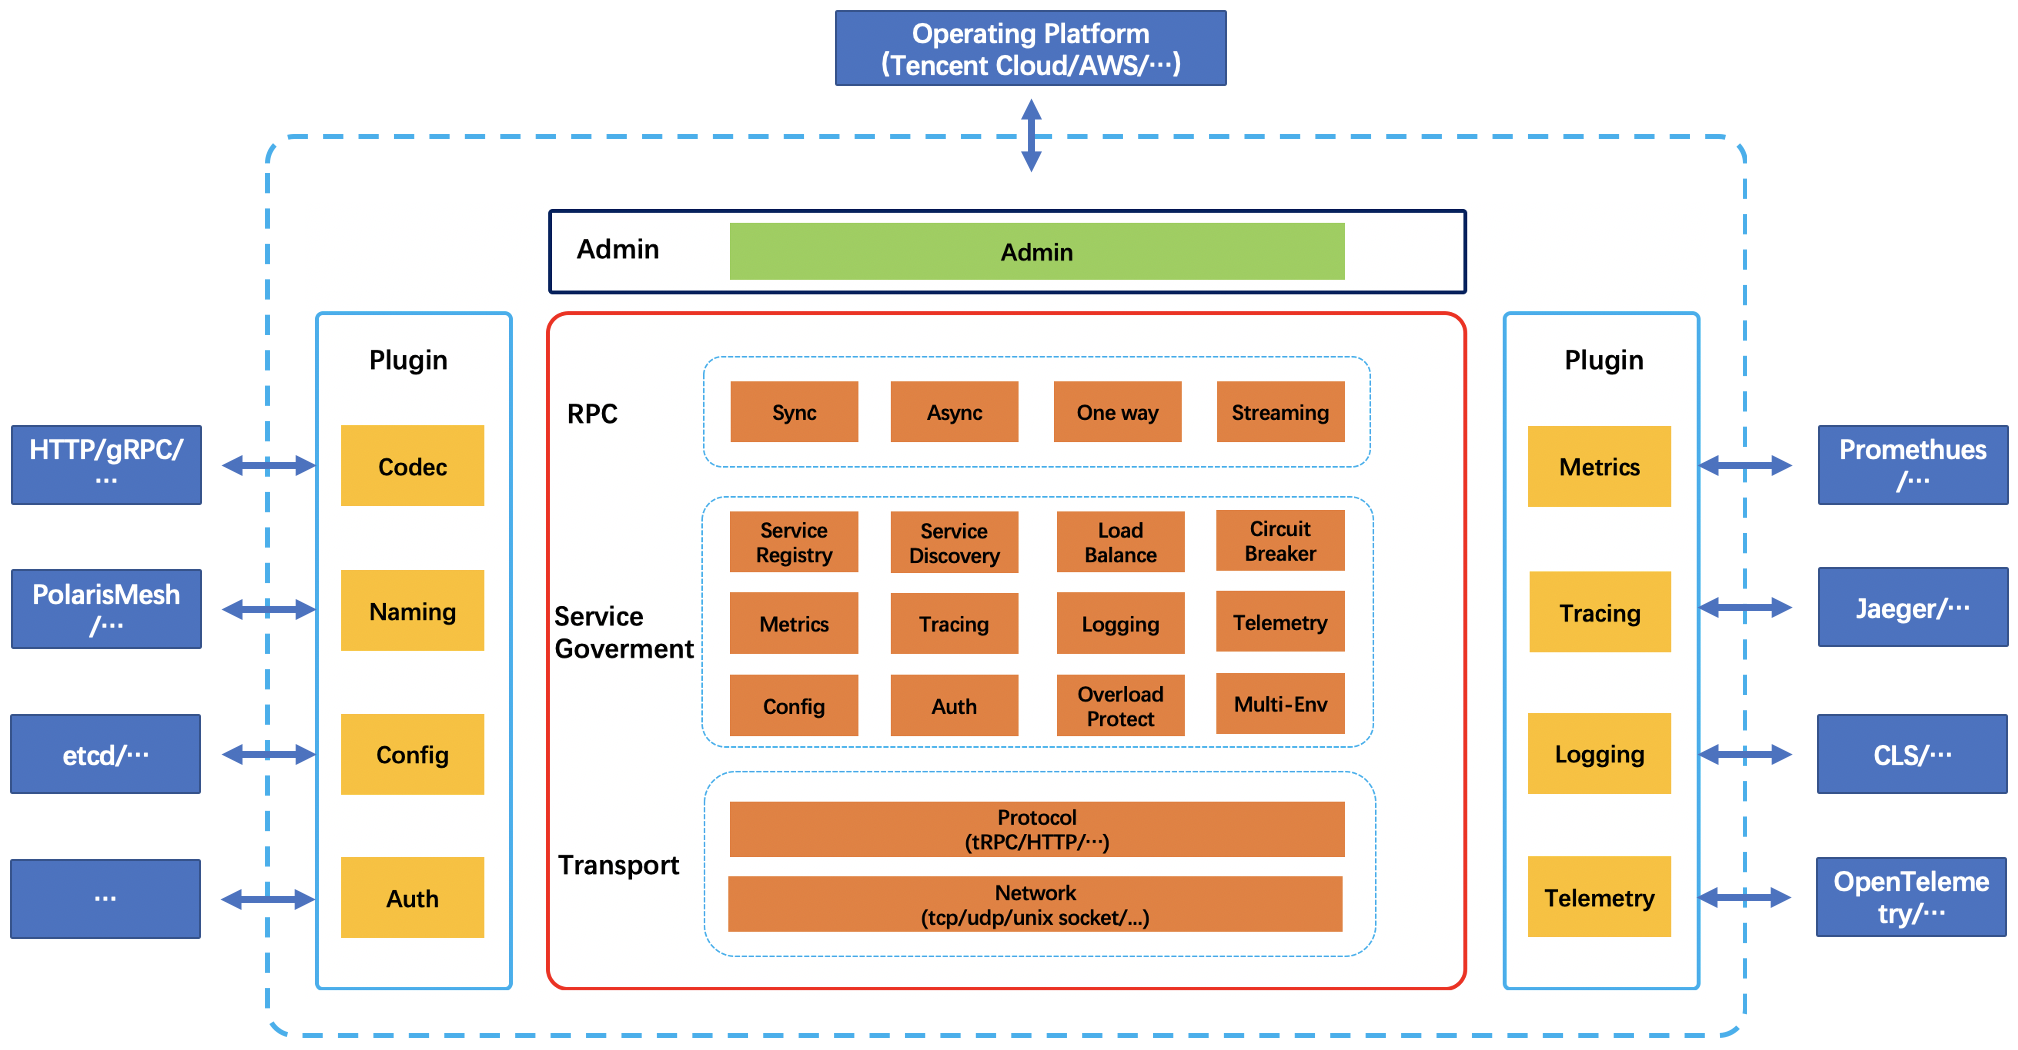 Operating Platform
(Tencent Cloud/AWS/···)
Admin
Admin
Plugin
Codec
Naming
Config
Auth
HTTP/gRPC/
···
PolarisMesh
/···
etcd/···
···
RPC
Sync
Async
One way
Streaming
Service
Goverment
Service
Registry
Service
Discovery
Load
Balance
Circuit
Breaker
Metrics
Tracing
Logging
Telemetry
Config
Auth
Overload
Protect
Multi-Env
Transport
Protocol
(tRPC/HTTP/···)
Network
(tcp/udp/unix socket/...)
Plugin
Metrics
Tracing
Logging
Telemetry
Promethues
/···
Jaeger/···
CLS/···
OpenTeleme
try/···